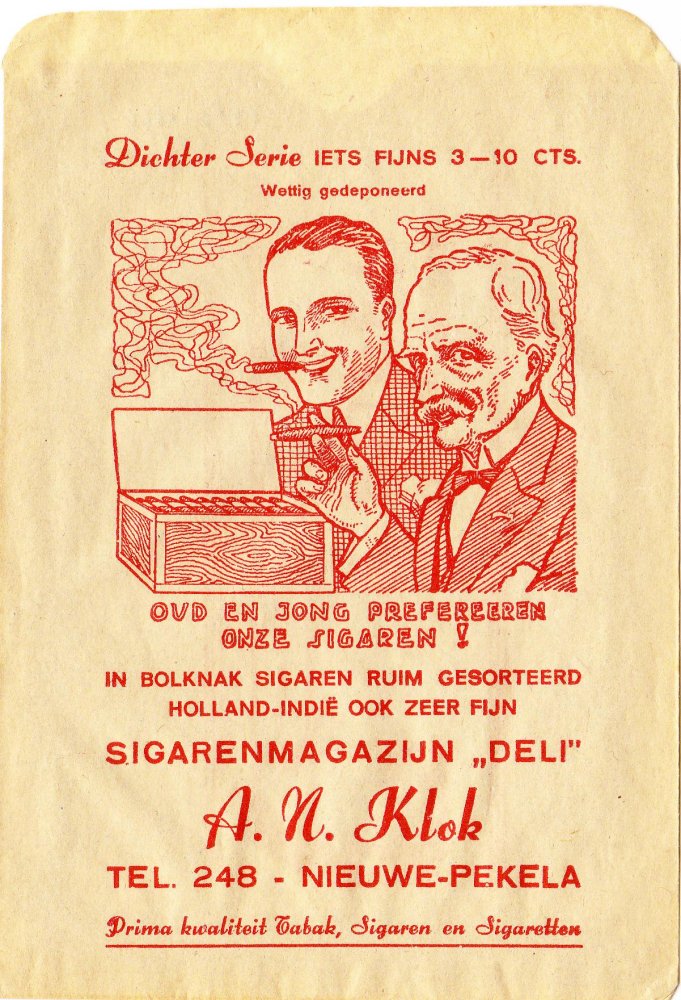 Dichter Serie IETS FIJNS 3—10 CTS.
Wettig gedeponeerd
OUD EN JONG PREFEREEREN
ONZE SIGAREN !
IN BOLKNAK SIGAREN RUIM GESORTEERD
HOLLAND-INDIË OOK ZEER FIJN
SIGARENMAGAZIJN „DELI”
A. N. Klok
TEL. 248 - NIEUWE-PEKELA
Prima kwaliteit Tabak, Sigaren en Sigaretten